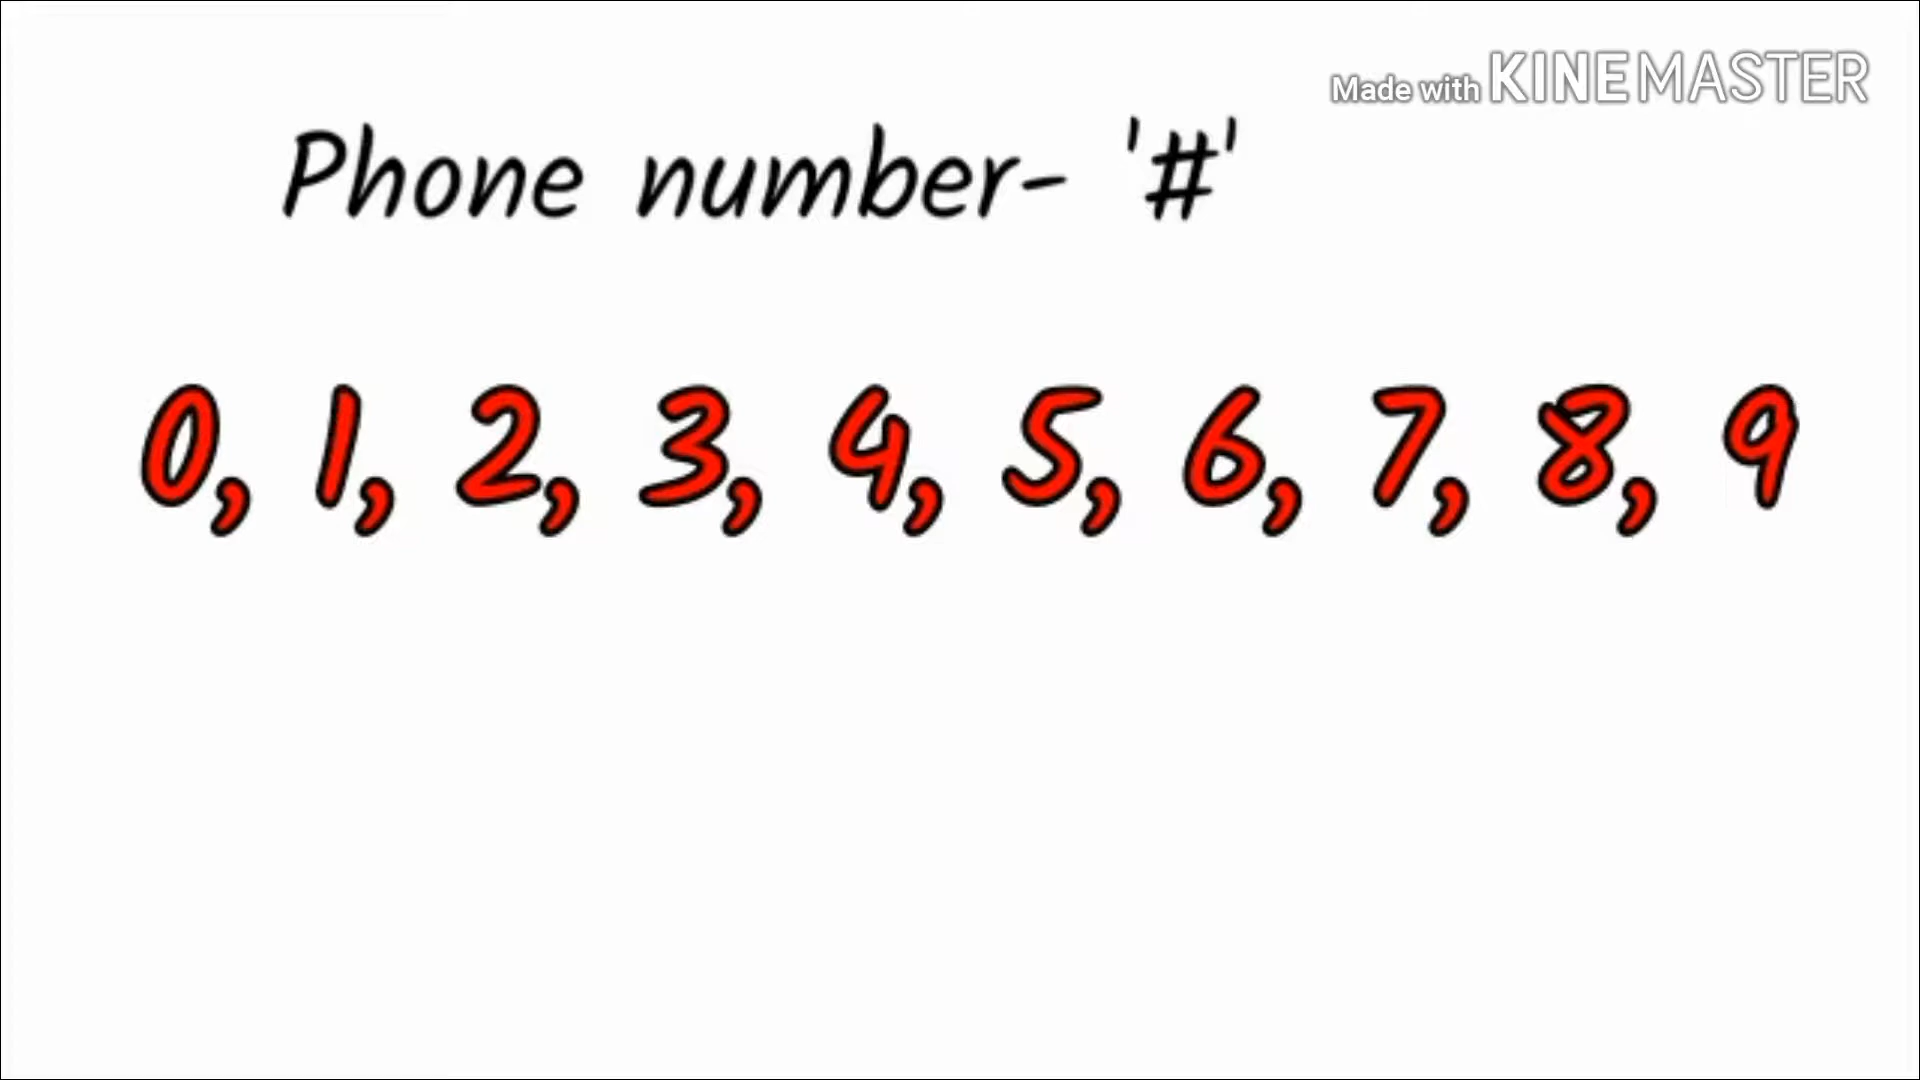 Made with KINEMASTER
Phone number- '#'
0, 1, 2, 3, 4, 5, 6, 7, 8, 9